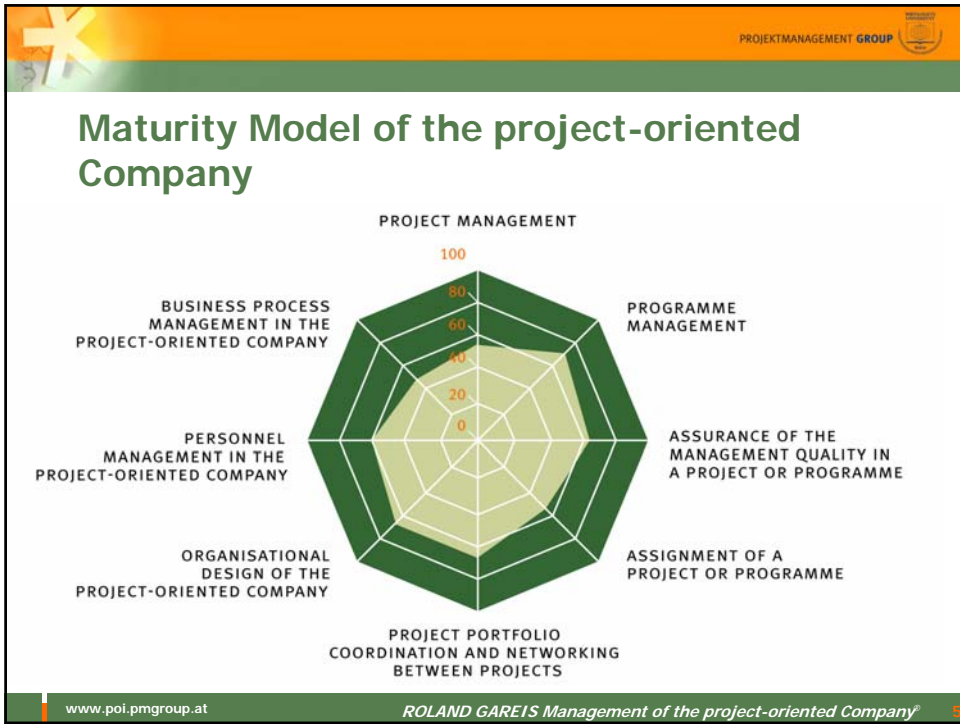 PROJEKTMANAGEMENT GROUP
Maturity Model of the project-oriented
Company
PROJECT MANAGEMENT
100
80
60
40
20
0
PROGRAMME
MANAGEMENT
ASSURANCE OF THE
MANAGEMENT QUALITY IN
A PROJECT OR PROGRAMME
ASSIGNMENT OF A
PROJECT OR PROGRAMME
PROJECT PORTFOLIO
COORDINATION AND NETWORKING
BETWEEN PROJECTS
ORGANISATIONAL
DESIGN OF THE
PROJECT-ORIENTED COMPANY
PERSONNEL
MANAGEMENT IN THE
PROJECT-ORIENTED COMPANY
BUSINESS PROCESS
MANAGEMENT IN THE
PROJECT-ORIENTED COMPANY
www.poi.pmgroup.at
ROLAND GAREIS Management of the project-oriented Company®
5